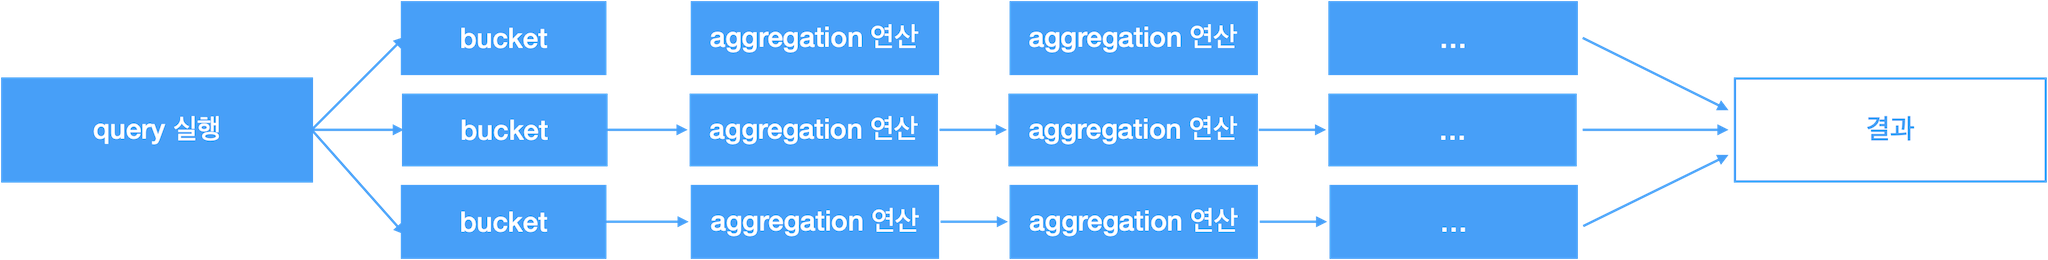 query 실행
bucket
aggregation 연산
aggregation 연산
...
bucket
aggregation 연산
aggregation 연산
...
bucket
aggregation 연산
aggregation 연산
...
결과